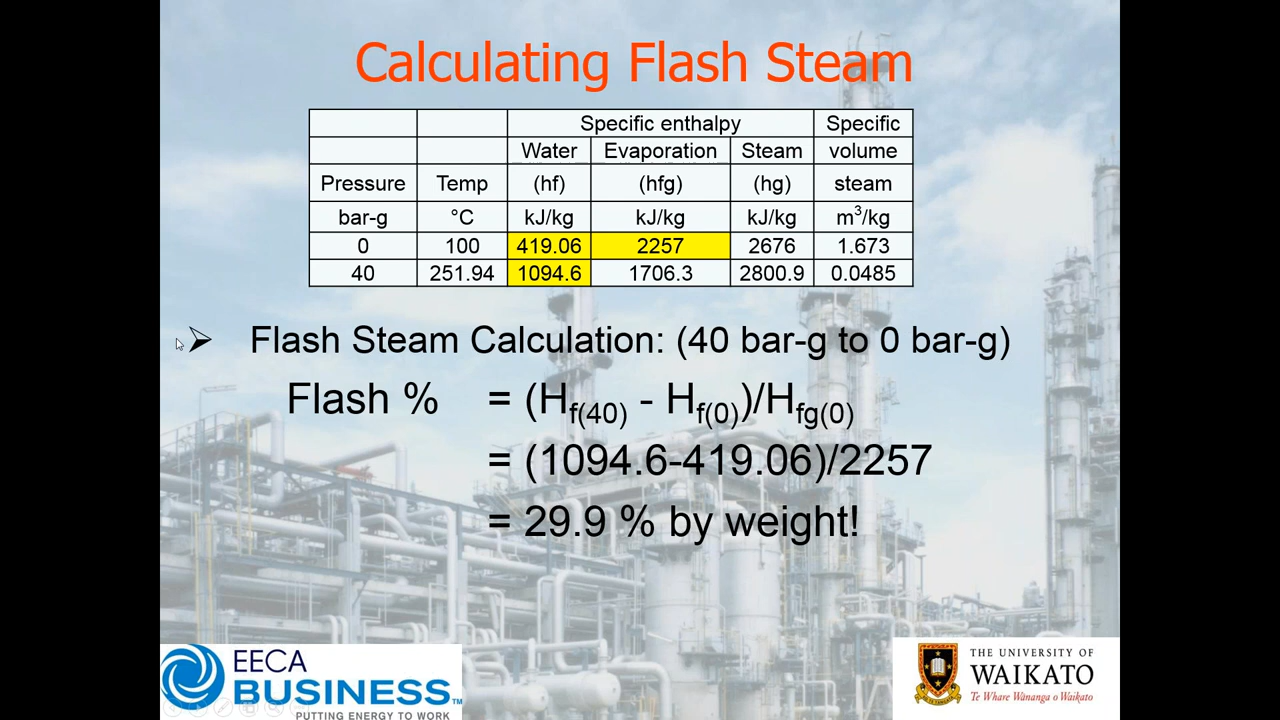 Calculating Flash Steam
Specific enthalpy Specific
Water Evaporation Steam volume
Pressure Temp (hf) (hfg) (hg) steam
bar-g °C kJ/kg kJ/kg kJ/kg m³/kg
0 100 419.06 2257 2676 1.673
40 251.94 1094.6 1706.3 2800.9 0.0485
➢ Flash Steam Calculation: (40 bar-g to 0 bar-g)
Flash % = (Hf(40) - Hf(0))/Hfg(0)
= (1094.6-419.06)/2257
= 29.9 % by weight!
EECA
BUSINESS™
PUTTING ENERGY TO WORK
THE UNIVERSITY OF
WAIKATO
Te Whare Wānanga o Waikato